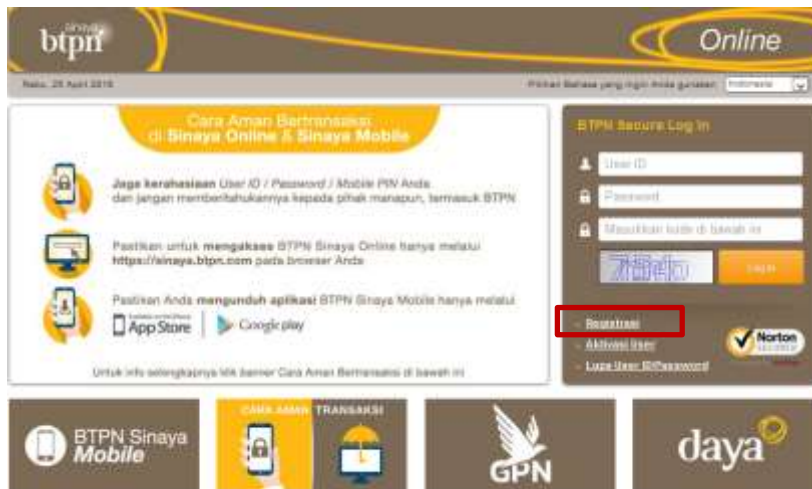 sinaya
btpn
Online
Rabu, 25 April 2018
Pilihan Bahasa yang ingin Anda gunakan: Indonesia
Cara Aman Bertransaksi
di Sinaya Online & Sinaya Mobile
Jaga kerahasiaan User ID / Password / Mobile PIN Anda
dan jangan memberitahukannya kepada pihak manapun, termasuk BTPN
Pastikan untuk mengakses BTPN Sinaya Online hanya melalui
https://sinaya.btpn.com pada browser Anda
Pastikan Anda mengunduh aplikasi BTPN Sinaya Mobile hanya melalui
App Store
Google play
Untuk info selengkapnya klik banner Cara Aman Bertransaksi di bawah ini
BTPN Secure Log In
User ID
Password
Masukkan kode di bawah ini
Login
Registrasi
Aktivasi User
Lupa User ID/Password
Norton
SECURED
BTPN Sinaya
Mobile
CARA AMAN TRANSAKSI
GPN
daya